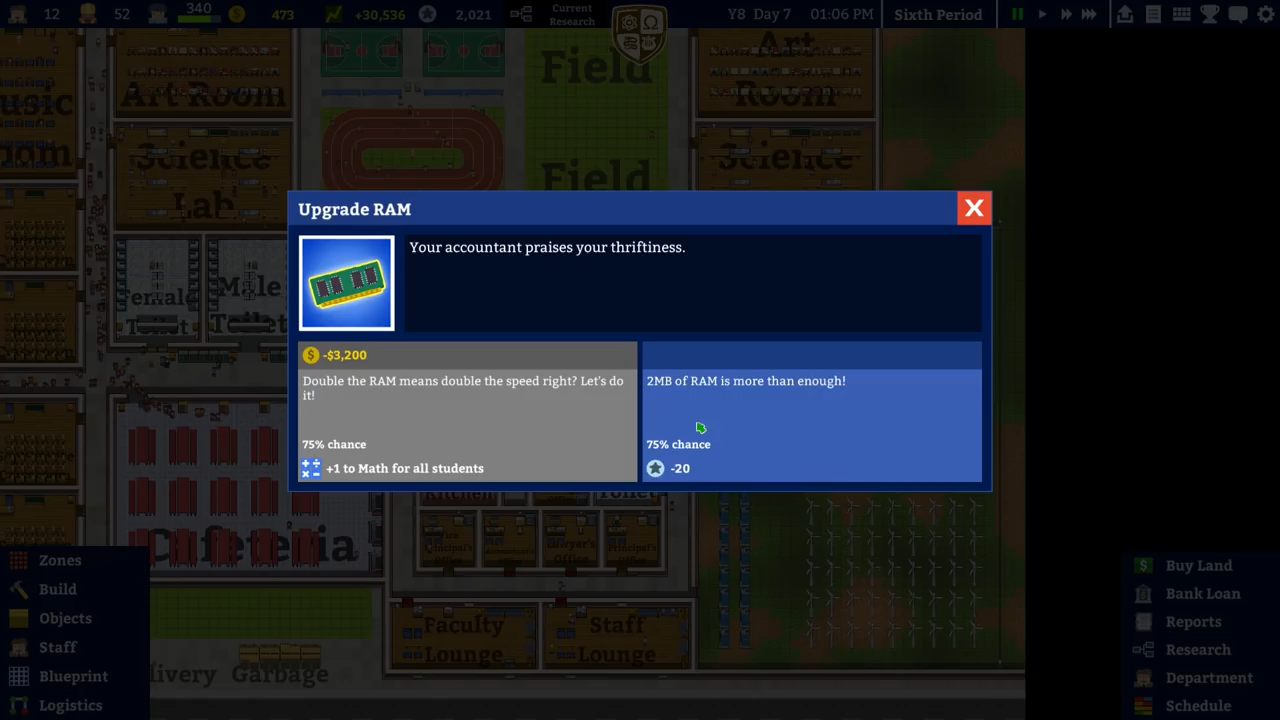 12 52 340 473 +30,536 2,021 Current Research Y8 Day 7 01:06 PM Sixth Period
Field
Art Room
Art Room
Science Lab
Field
Science
Upgrade RAM
X
Your accountant praises your thriftiness.
-$3,200
Double the RAM means double the speed right? Let's do
it!
75% chance
+1 to Math for all students
2MB of RAM is more than enough!
75% chance
-20
Female Toilet
Male Toilet
Kitchen
Cafeteria
Principal's
Faculty
Lounge
Staff
Lounge
Garbage
Zones
Build
Objects
Staff
Blueprint
Logistics
Buy Land
Bank Loan
Reports
Research
Department
Schedule